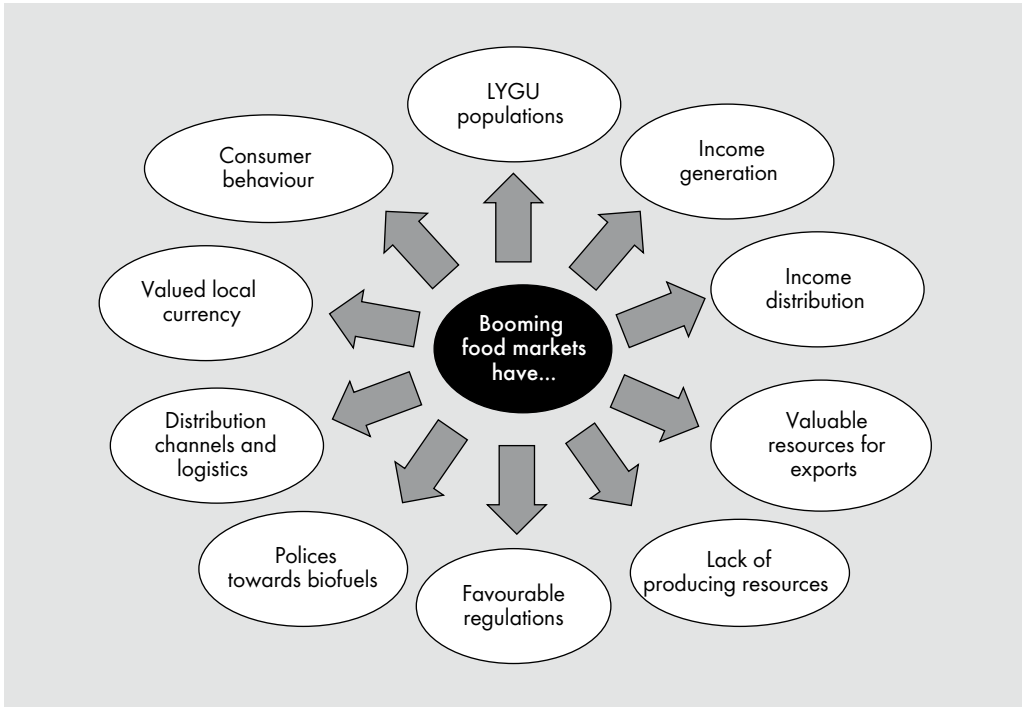 LYGU
populations
Income
generation
Income
distribution
Valuable
resources for
exports
Lack of
producing resources
Favourable
regulations
Polices
towards biofuels
Distribution
channels and
logistics
Valued local
currency
Consumer
behaviour
Booming
food markets
have...